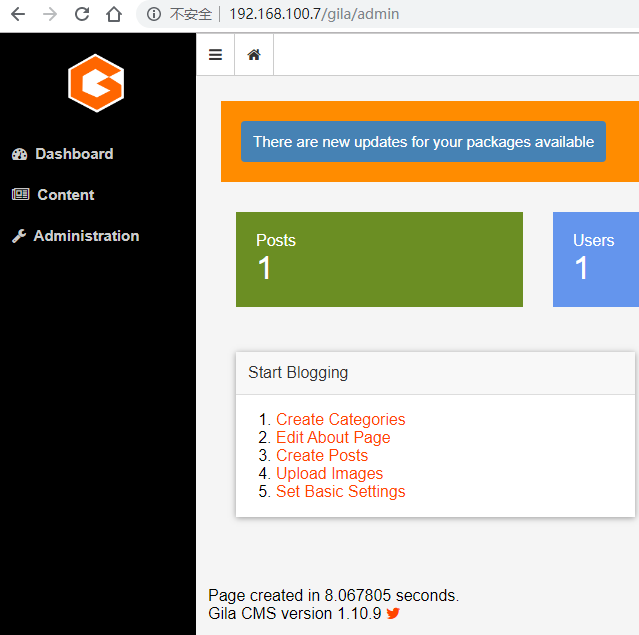 不安全 192.168.100.7/gila/admin
Dashboard
Content
Administration
There are new updates for your packages available
Posts
1
Users
1
Start Blogging
1. Create Categories
2. Edit About Page
3. Create Posts
4. Upload Images
5. Set Basic Settings
Page created in 8.067805 seconds.
Gila CMS version 1.10.9